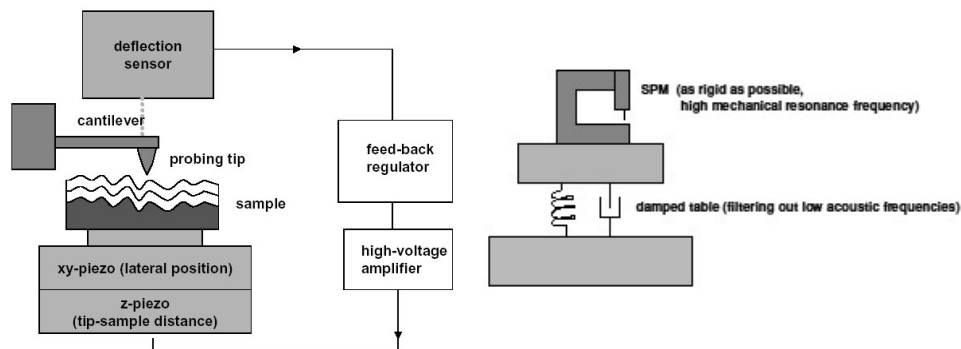 deflection
sensor
cantilever
probing tip
sample
xy-piezo (lateral position)
z-piezo
(tip-sample distance)
feed-back
regulator
high-voltage
amplifier
SPM (as rigid as possible,
high mechanical resonance frequency)
damped table (filtering out low acoustic frequencies)